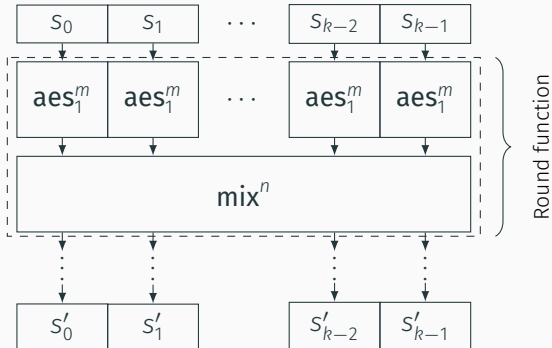 s₀ s₁ ··· sₖ₋₂ sₖ₋₁
aes₁ᵐ aes₁ᵐ ··· aes₁ᵐ aes₁ᵐ
mixⁿ
s′₀ s′₁ s′ₖ₋₂ s′ₖ₋₁
Round function